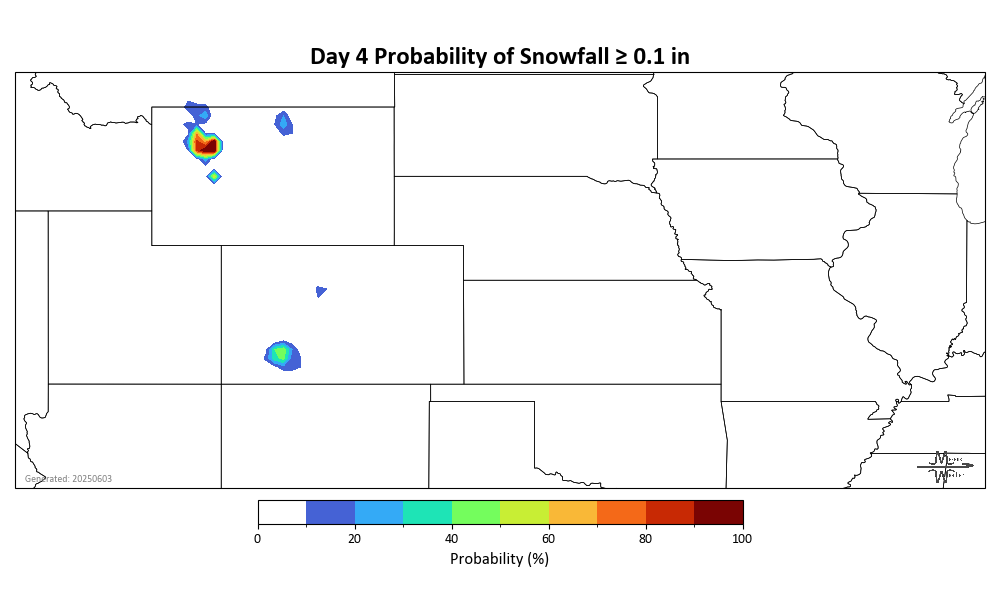 Day 4 Probability of Snowfall ≥ 0.1 in
Generated: 20250603
0 20 40 60 80 100
Probability (%)